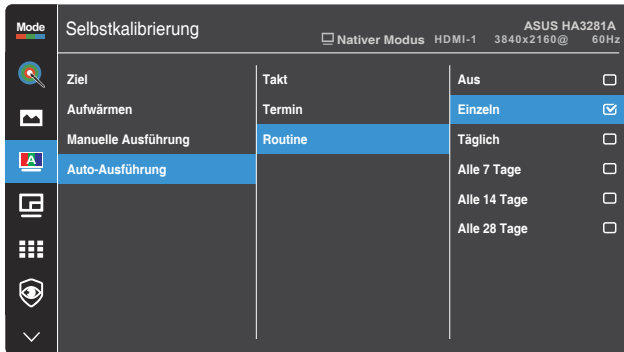 Mode
Selbstkalibrierung
ASUS HA3281A
Nativer Modus HDMI-1 3840x2160@ 60Hz
Ziel
Aufwärmen
Manuelle Ausführung
Auto-Ausführung
Takt
Termin
Routine
Aus
Einzeln
Täglich
Alle 7 Tage
Alle 14 Tage
Alle 28 Tage
A